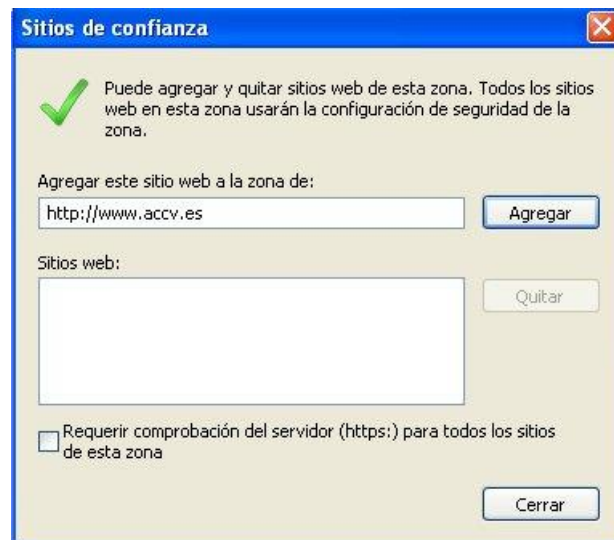 Sitios de confianza
Puede agregar y quitar sitios web de esta zona. Todos los sitios
web en esta zona usarán la configuración de seguridad de la
zona.
Agregar este sitio web a la zona de:
http://www.accv.es
Agregar
Sitios web:
Quitar
Requerir comprobación del servidor (https:) para todos los sitios
de esta zona
Cerrar